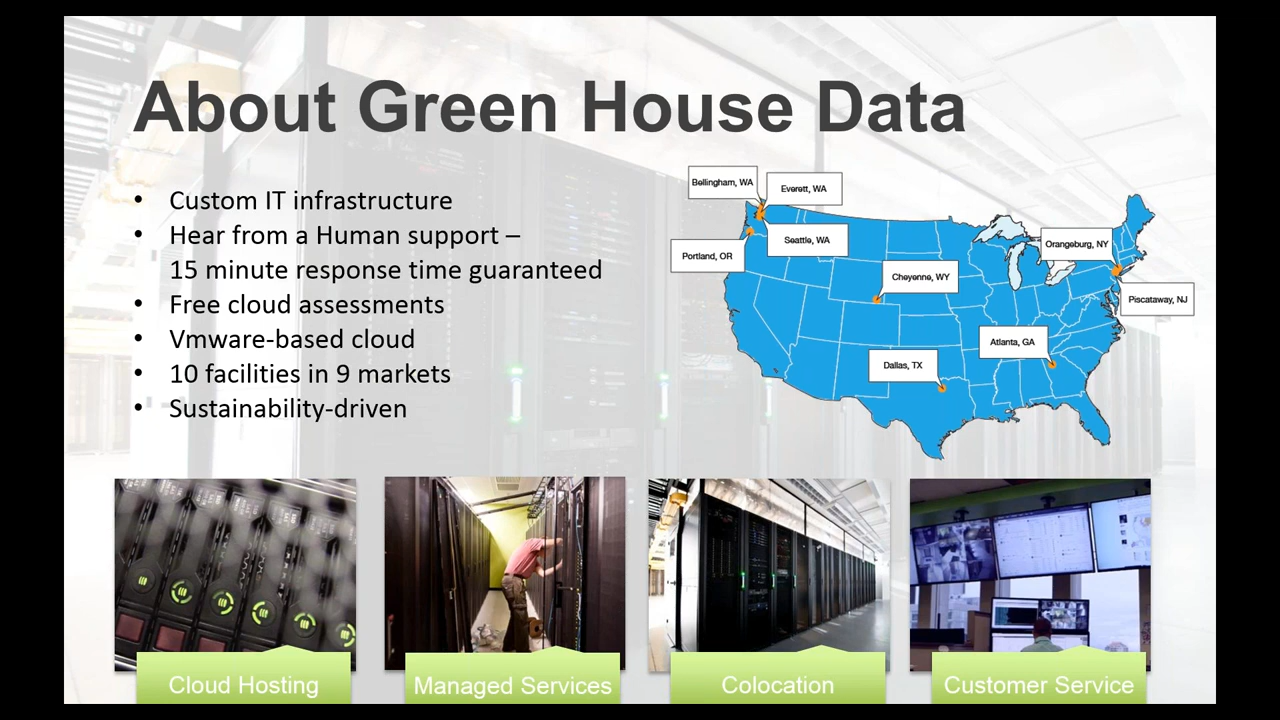 About Green House Data
• Custom IT infrastructure
• Hear from a Human support –
15 minute response time guaranteed
• Free cloud assessments
• Vmware-based cloud
• 10 facilities in 9 markets
• Sustainability-driven
Bellingham, WA
Everett, WA
Seattle, WA
Portland, OR
Cheyenne, WY
Orangeburg, NY
Piscataway, NJ
Atlanta, GA
Dallas, TX
Cloud Hosting
Managed Services
Colocation
Customer Service